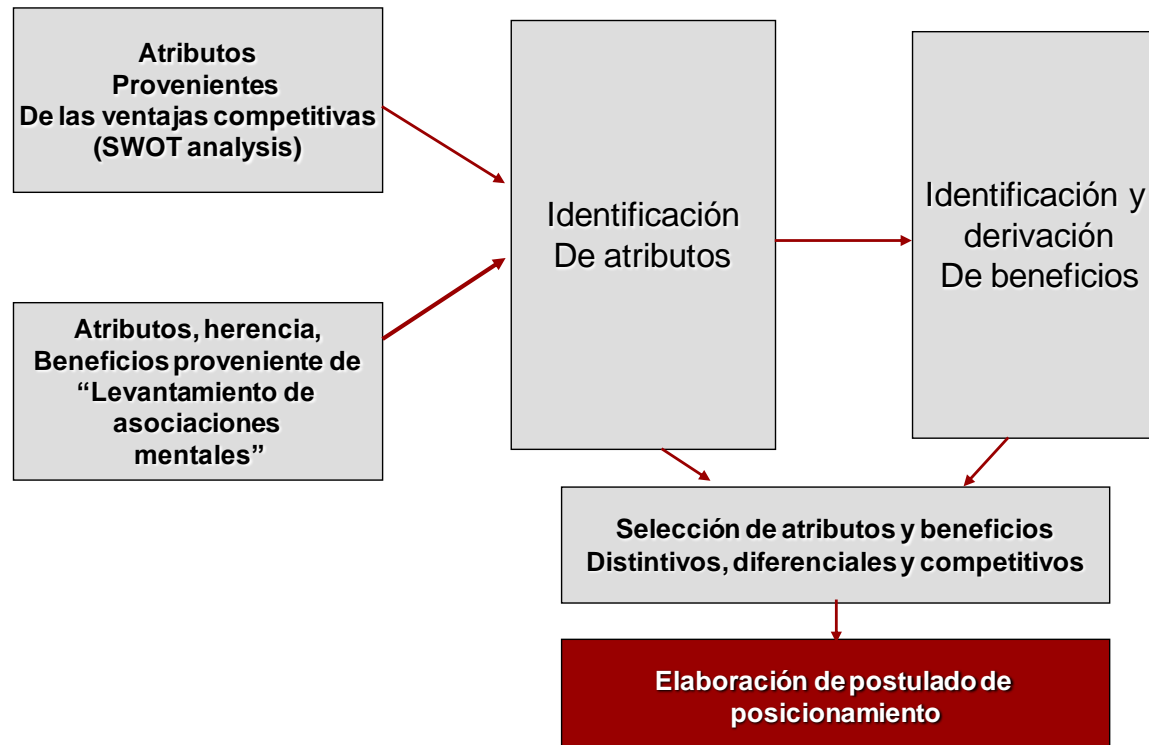 Atributos
Provenientes
De las ventajas competitivas
(SWOT analysis)
Atributos, herencia,
Beneficios proveniente de
“Levantamiento de
asociaciones
mentales”
Identificación
De atributos
Identificación y
derivación
De beneficios
Selección de atributos y beneficios
Distintivos, diferenciales y competitivos
Elaboración de postulado de
posicionamiento